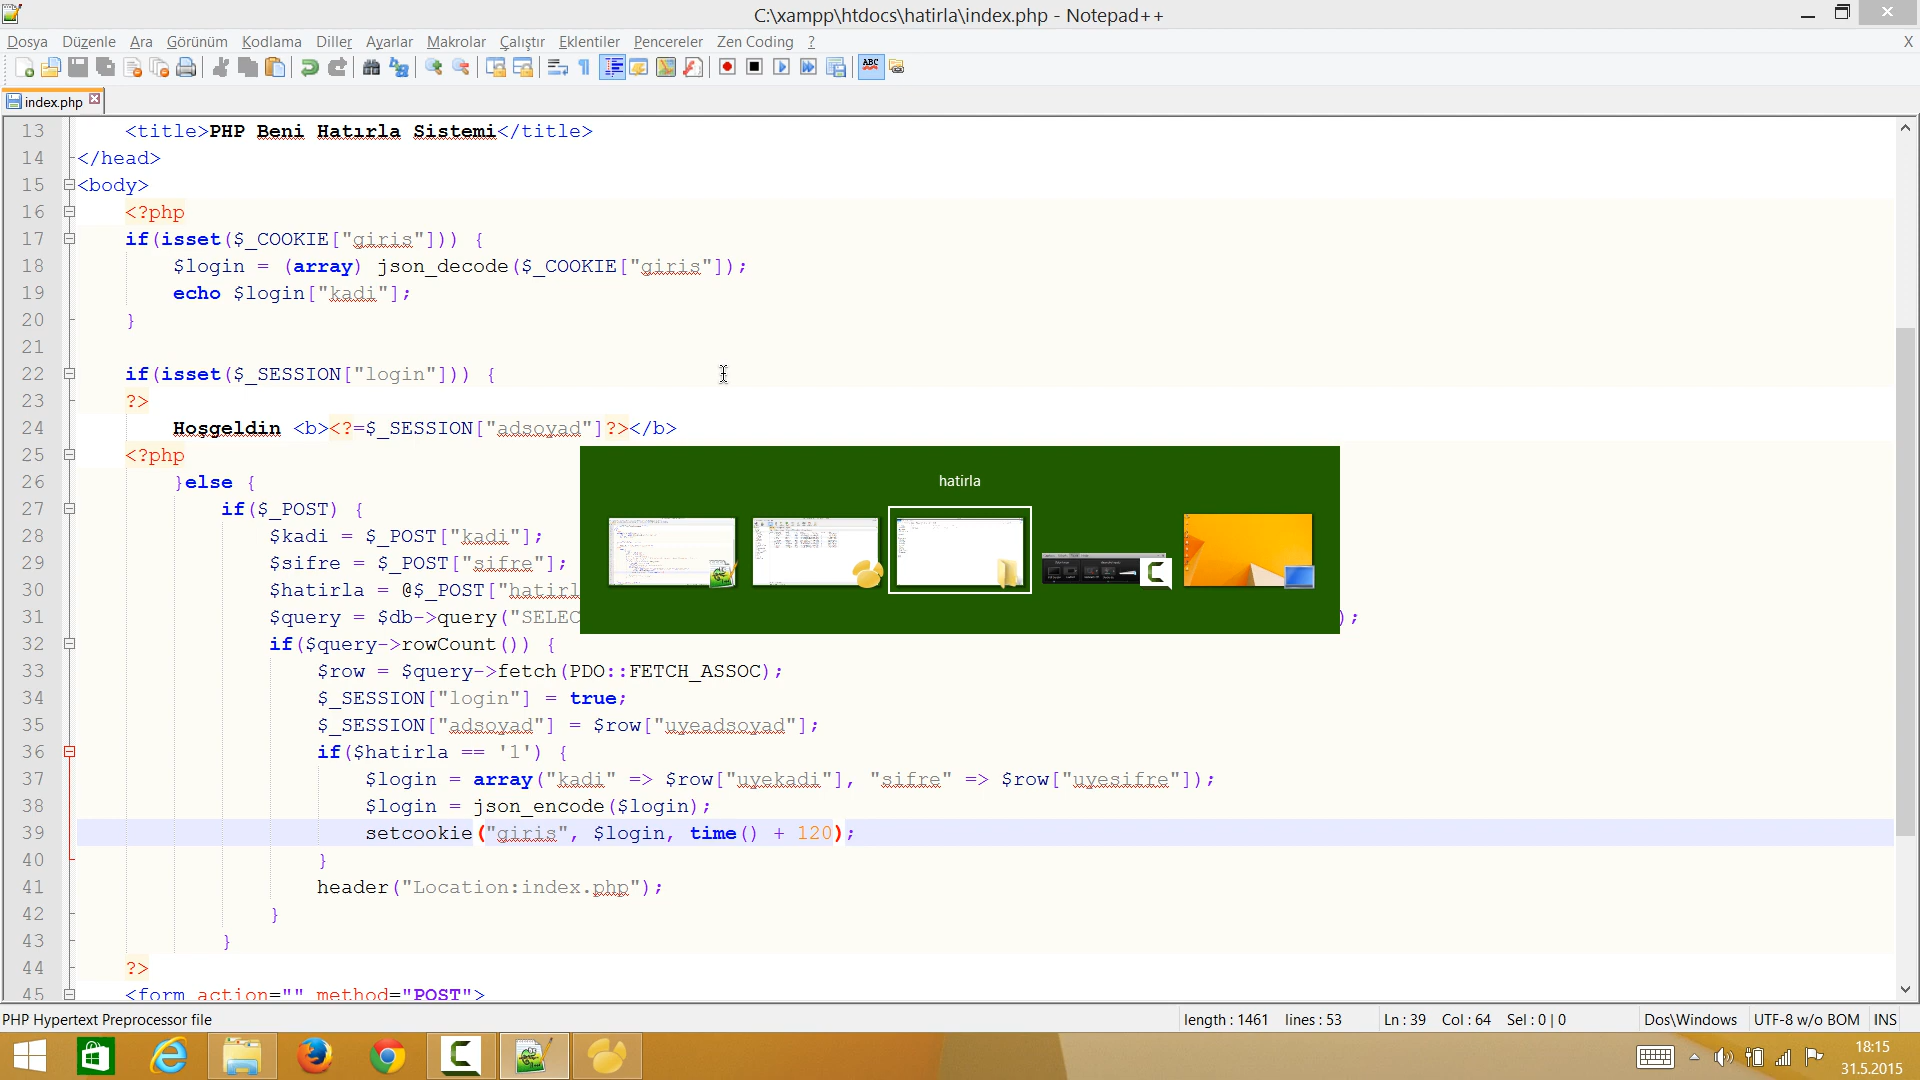 C:\xampp\htdocs\hatirla\index.php - Notepad++
Dosya Düzenle Ara Görünüm Kodlama Diller Ayarlar Makrolar Çalıştır Eklentiler Pencereler Zen Coding ?
X
ABC
index.php
13 <title>PHP Beni Hatırla Sistemi</title>
14 </head>
15 <body>
16 <?php
17 if(isset($_COOKIE["giris"])) {
18 $login = (array) json_decode($_COOKIE["giris"]);
19 echo $login["kadi"];
20 }
21
22 if(isset($_SESSION["login"])) {
23 ?>
24 Hoşgeldin <b><?=$_SESSION["adsoyad"]?></b>
25 <?php
26 }else {
27 if($_POST) {
28 $kadi = $_POST["kadi"];
29 $sifre = $_POST["sifre"];
30 $hatirla = @$_POST["hatirl
31 $query = $db->query("SELEC );
32 if($query->rowCount()) {
33 $row = $query->fetch(PDO::FETCH_ASSOC);
34 $_SESSION["login"] = true;
35 $_SESSION["adsoyad"] = $row["uyeadsoyad"];
36 if($hatirla == '1') {
37 $login = array("kadi" => $row["uyekadi"], "sifre" => $row["uyesifre"]);
38 $login = json_encode($login);
39 setcookie("giris", $login, time() + 120);
40 }
41 header("Location:index.php");
42 }
43 }
44 ?>
45 <form action="" method="POST">
hatirla
PHP Hypertext Preprocessor file length : 1461 lines : 53 Ln : 39 Col : 64 Sel : 0 | 0 Dos\Windows UTF-8 w/o BOM INS
18:15
31.5.2015